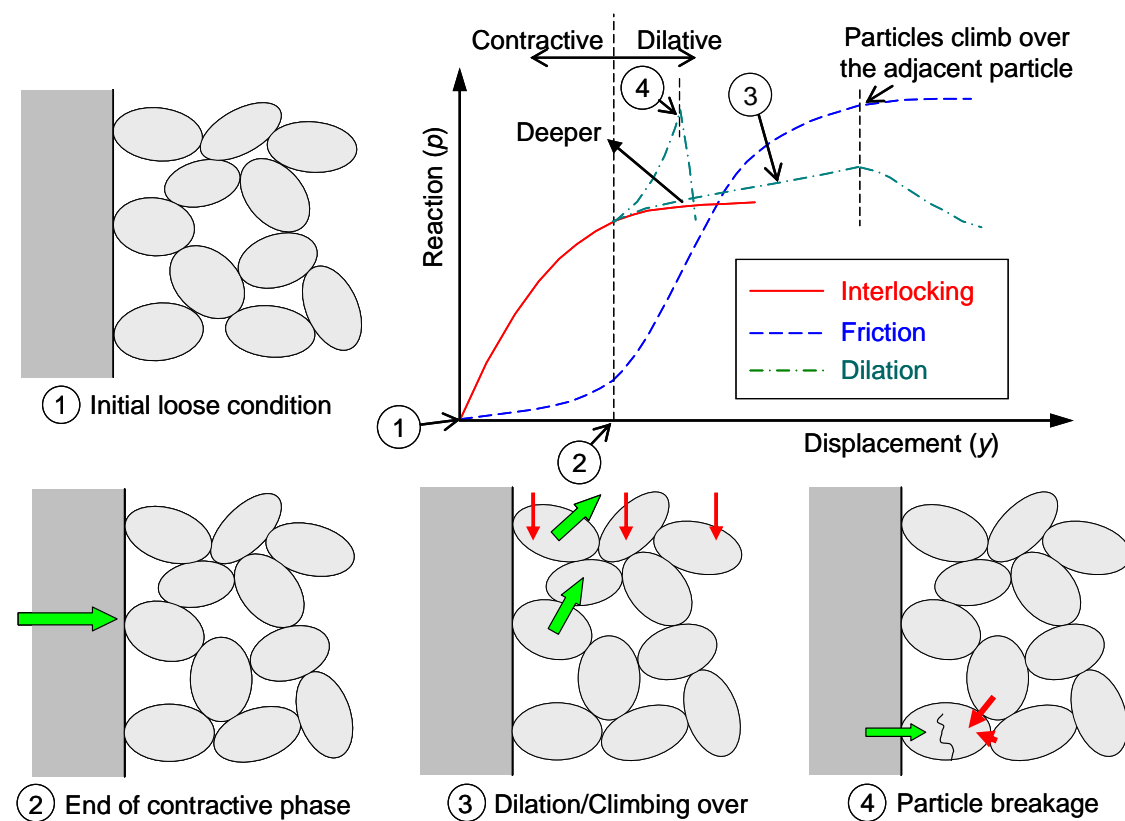 Contractive
Dilative
Particles climb over
the adjacent particle
4
3
Deeper
Reaction (p)
Interlocking
Friction
Dilation
1 Initial loose condition
1
Displacement (y)
2
2 End of contractive phase
3 Dilation/Climbing over
4 Particle breakage